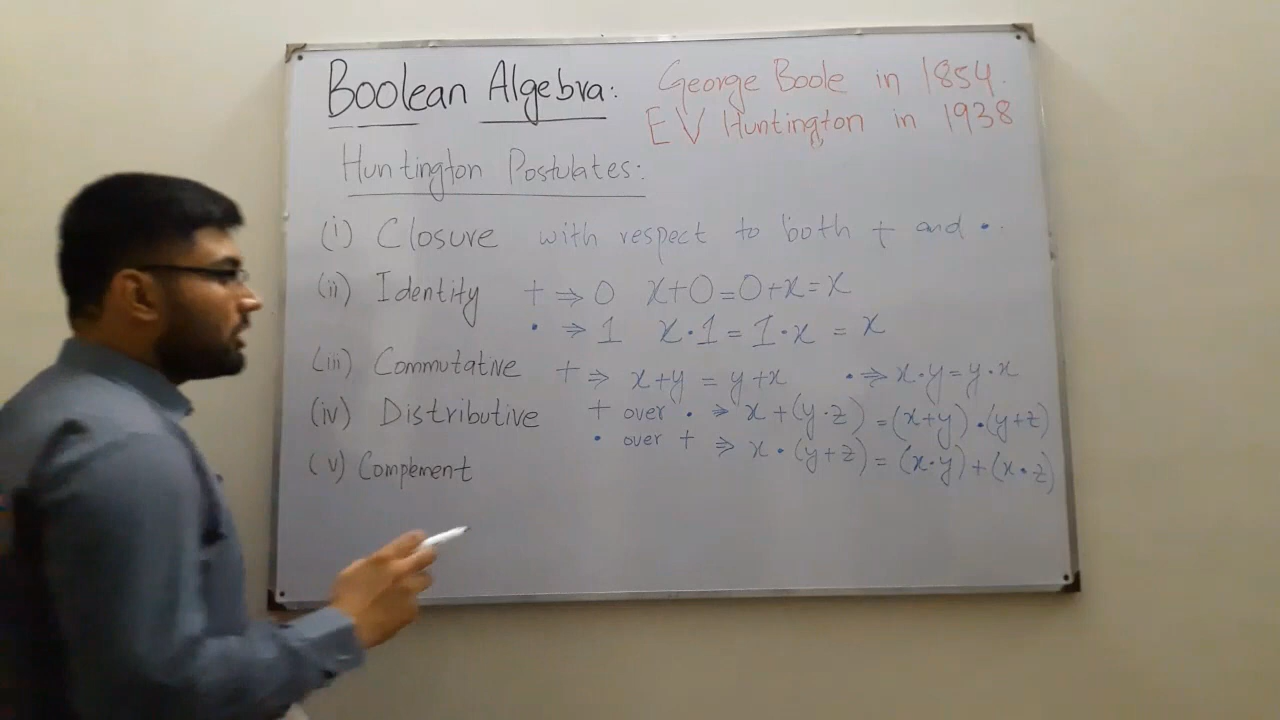 Boolean Algebra: George Boole in 1854.
EV Huntington in 1938
Huntington Postulates:
(i) Closure with respect to both + and •.
(ii) Identity + ⇒ 0 x+0=0+x=x
• ⇒ 1 x•1=1•x = x
(iii) Commutative + ⇒ x+y = y+x •⇒ x•y=y•x
(iv) Distributive + over • ⇒ x+(y•z) =(x+y)•(y+z)
• over + ⇒ x•(y+z)= (x•y)+(x•z)
(v) Complement